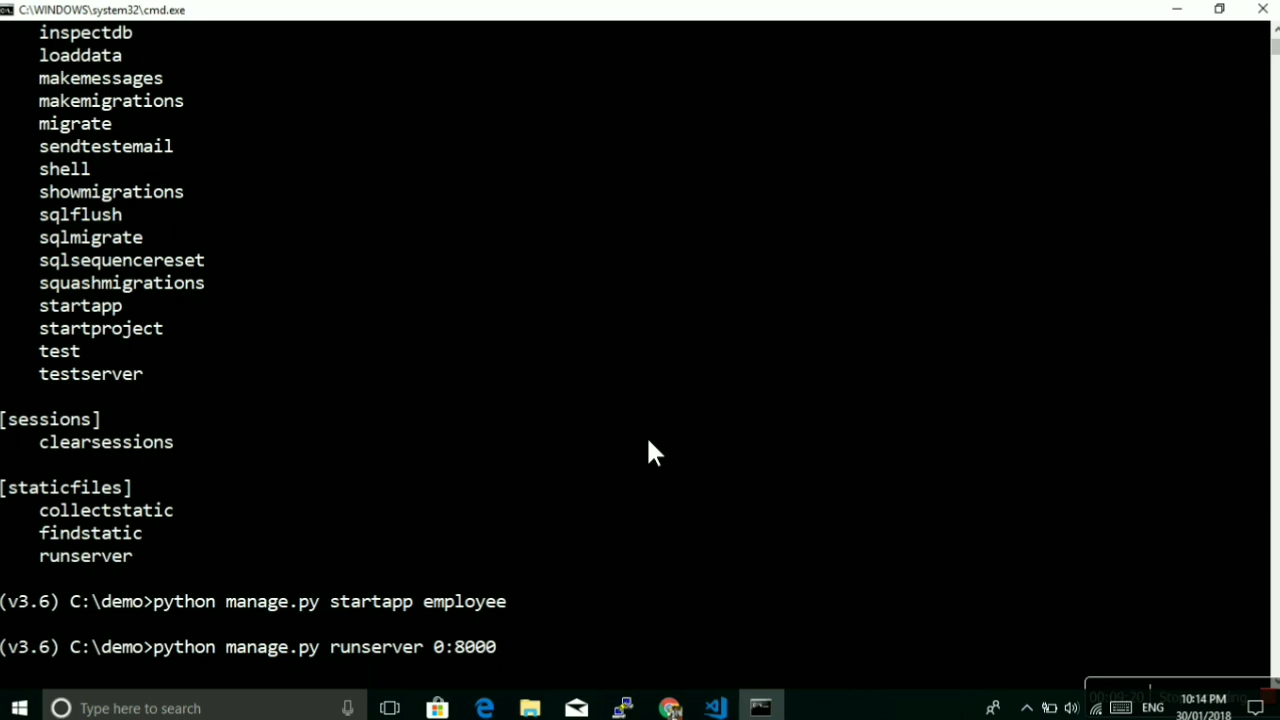 C:\WINDOWS\system32\cmd.exe
inspectdb
loaddata
makemessages
makemigrations
migrate
sendtestemail
shell
showmigrations
sqlflush
sqlmigrate
sqlsequencereset
squashmigrations
startapp
startproject
test
testserver
[sessions]
clearsessions
[staticfiles]
collectstatic
findstatic
runserver
(v3.6) C:\demo>python manage.py startapp employee
(v3.6) C:\demo>python manage.py runserver 0:8000
Type here to search
ENG
10:14 PM
30/01/2018